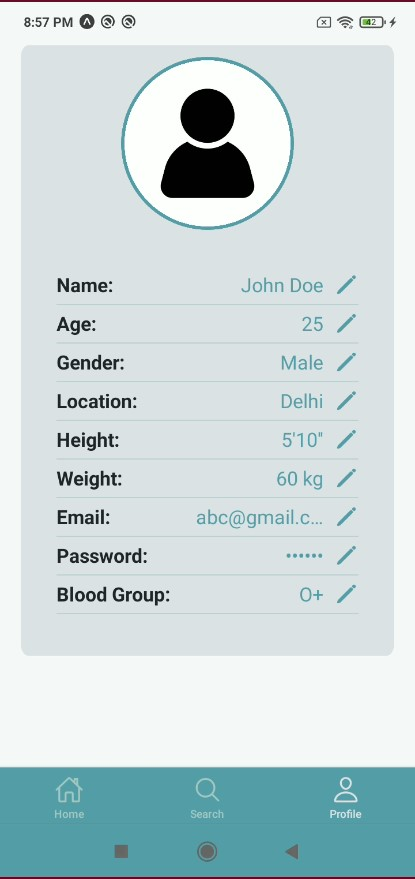 8:57 PM 42
Name: John Doe
Age: 25
Gender: Male
Location: Delhi
Height: 5'10"
Weight: 60 kg
Email: abc@gmail.c...
Password: ••••••
Blood Group: O+
Home Search Profile